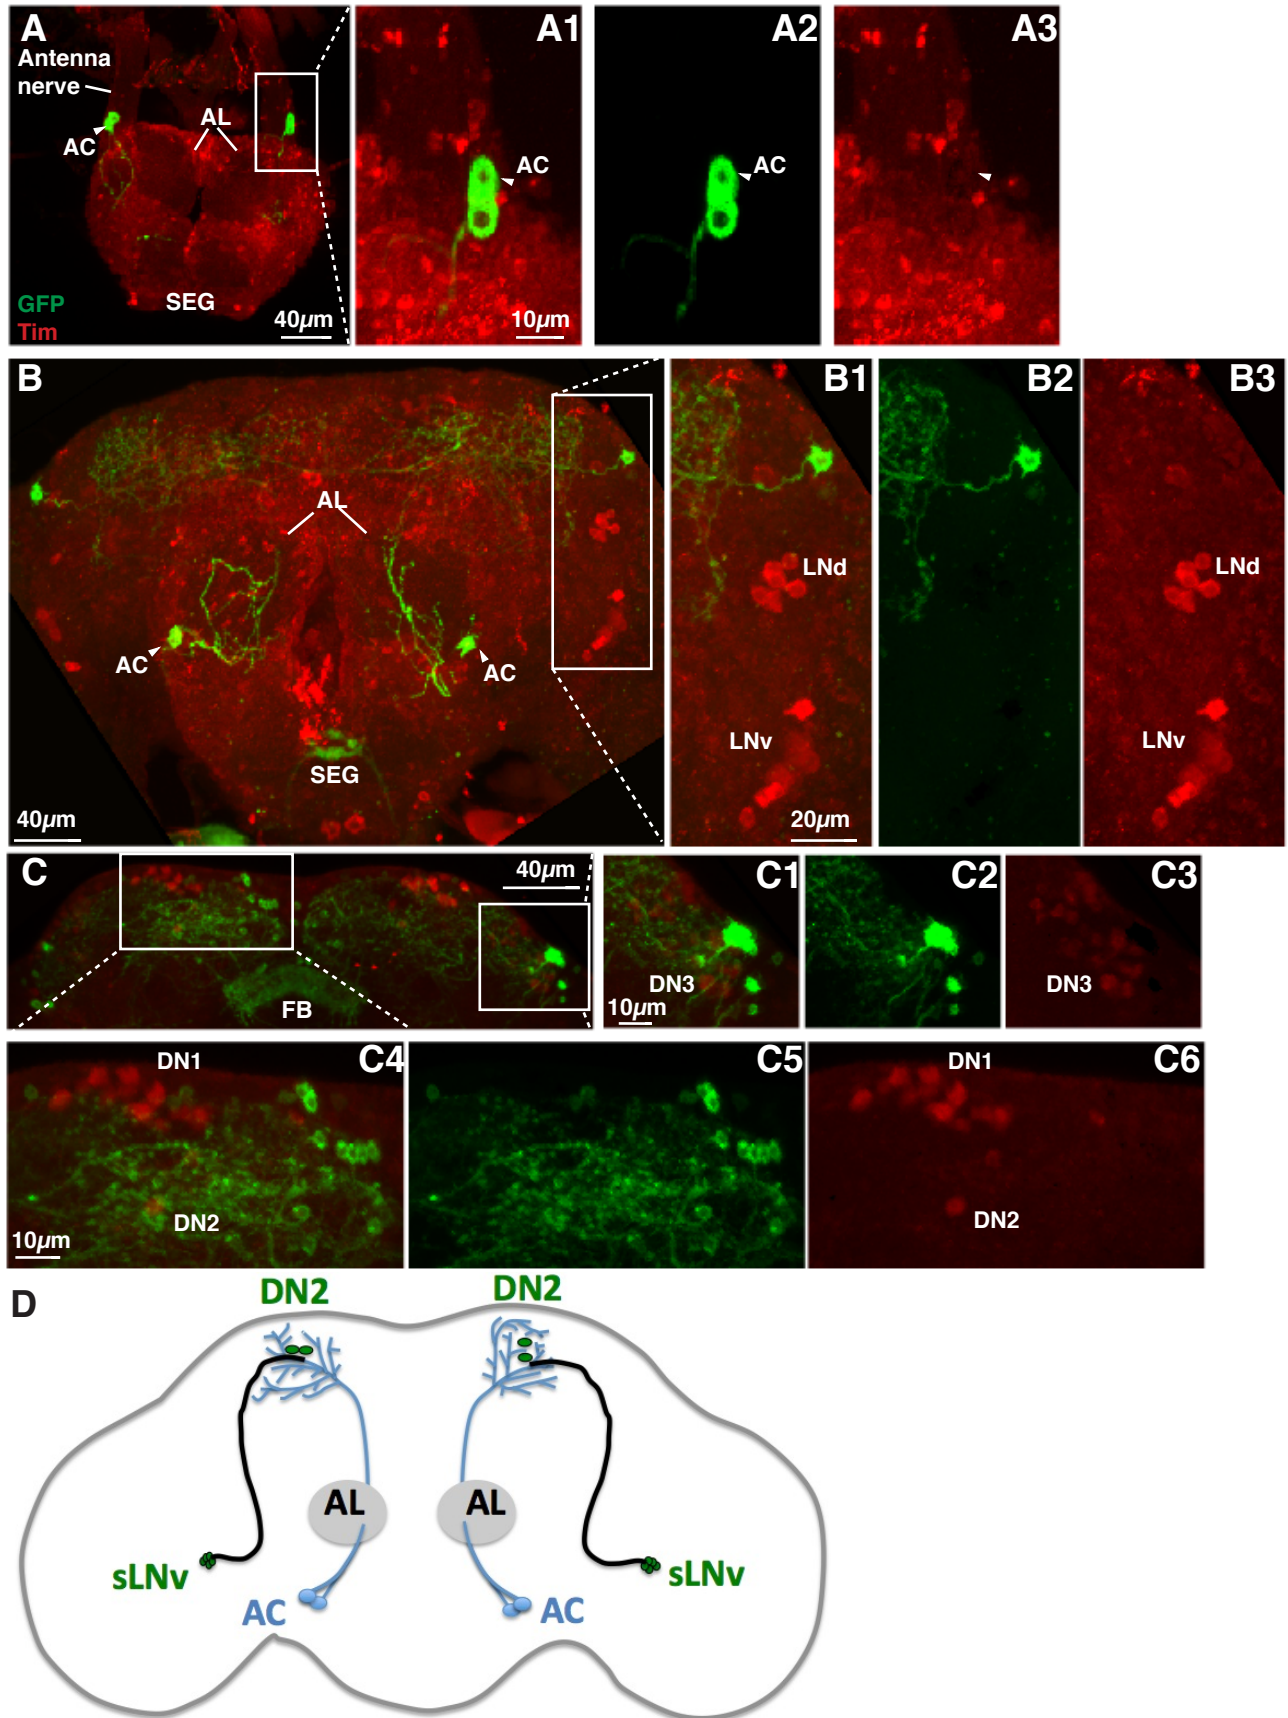 A
Antenna
nerve
AL
AC
GFP
Tim
SEG
40µm
A1
AC
10µm
A2
AC
A3
B
AL
AC
AC
SEG
40µm
B1
LNd
LNv
20µm
B2
B3
LNd
LNv
C
40µm
FB
C1
DN3
10µm
C2
C3
DN3
C4
DN1
DN2
10µm
C5
C6
DN1
DN2
D
DN2
DN2
AL
AL
sLNv
sLNv
AC
AC